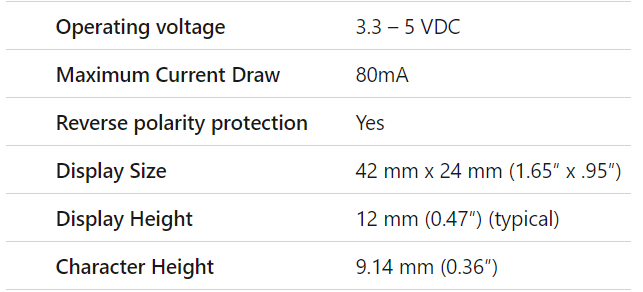 Operating voltage 3.3 – 5 VDC
Maximum Current Draw 80mA
Reverse polarity protection Yes
Display Size 42 mm x 24 mm (1.65″ x .95″)
Display Height 12 mm (0.47″) (typical)
Character Height 9.14 mm (0.36″)